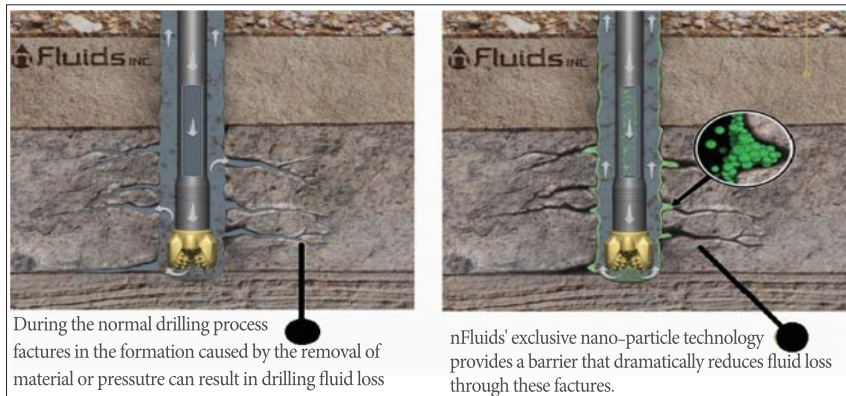 Fluids INC.
Fluids INC.
During the normal drilling process
factures in the formation caused by the removal of
material or pressutre can result in drilling fluid loss
nFluids' exclusive nano-particle technology
provides a barrier that dramatically reduces fluid loss
through these factures.